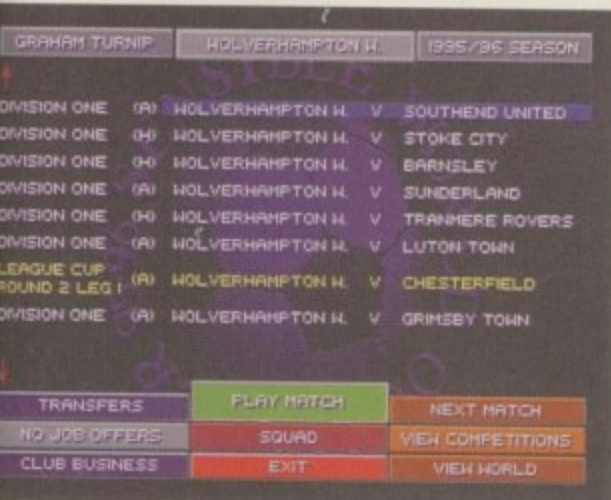 GRAHAM TURNIP WOLVERHAMPTON W. 1995/96 SEASON
DIVISION ONE (A) WOLVERHAMPTON W. V SOUTHEND UNITED
DIVISION ONE (H) WOLVERHAMPTON W. V STOKE CITY
DIVISION ONE (H) WOLVERHAMPTON W. V BARNSLEY
DIVISION ONE (A) WOLVERHAMPTON W. V SUNDERLAND
DIVISION ONE (H) WOLVERHAMPTON W. V TRANMERE ROVERS
DIVISION ONE (A) WOLVERHAMPTON W. V LUTON TOWN
LEAGUE CUP
ROUND 2 LEG 1 (A) WOLVERHAMPTON W. V CHESTERFIELD
DIVISION ONE (A) WOLVERHAMPTON W. V GRIMSBY TOWN
TRANSFERS PLAY MATCH NEXT MATCH
NO JOB OFFERS SQUAD VIEW COMPETITIONS
CLUB BUSINESS EXIT VIEW WORLD